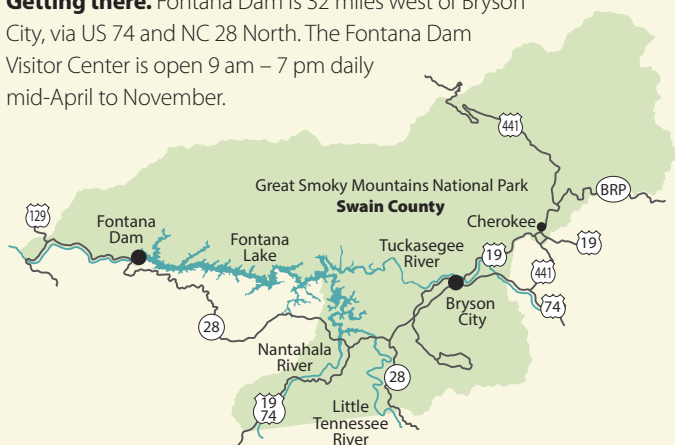 Getting there. Fontana Dam is 32 miles west of Bryson
City, via US 74 and NC 28 North. The Fontana Dam
Visitor Center is open 9 am – 7 pm daily
mid-April to November.
441
Great Smoky Mountains National Park
Swain County
BRP
129
Fontana
Dam
Fontana
Lake
Tuckasegee
River
Cherokee
19
19
441
74
Bryson
City
28
Nantahala
River
28
19
74
Little
Tennessee
River